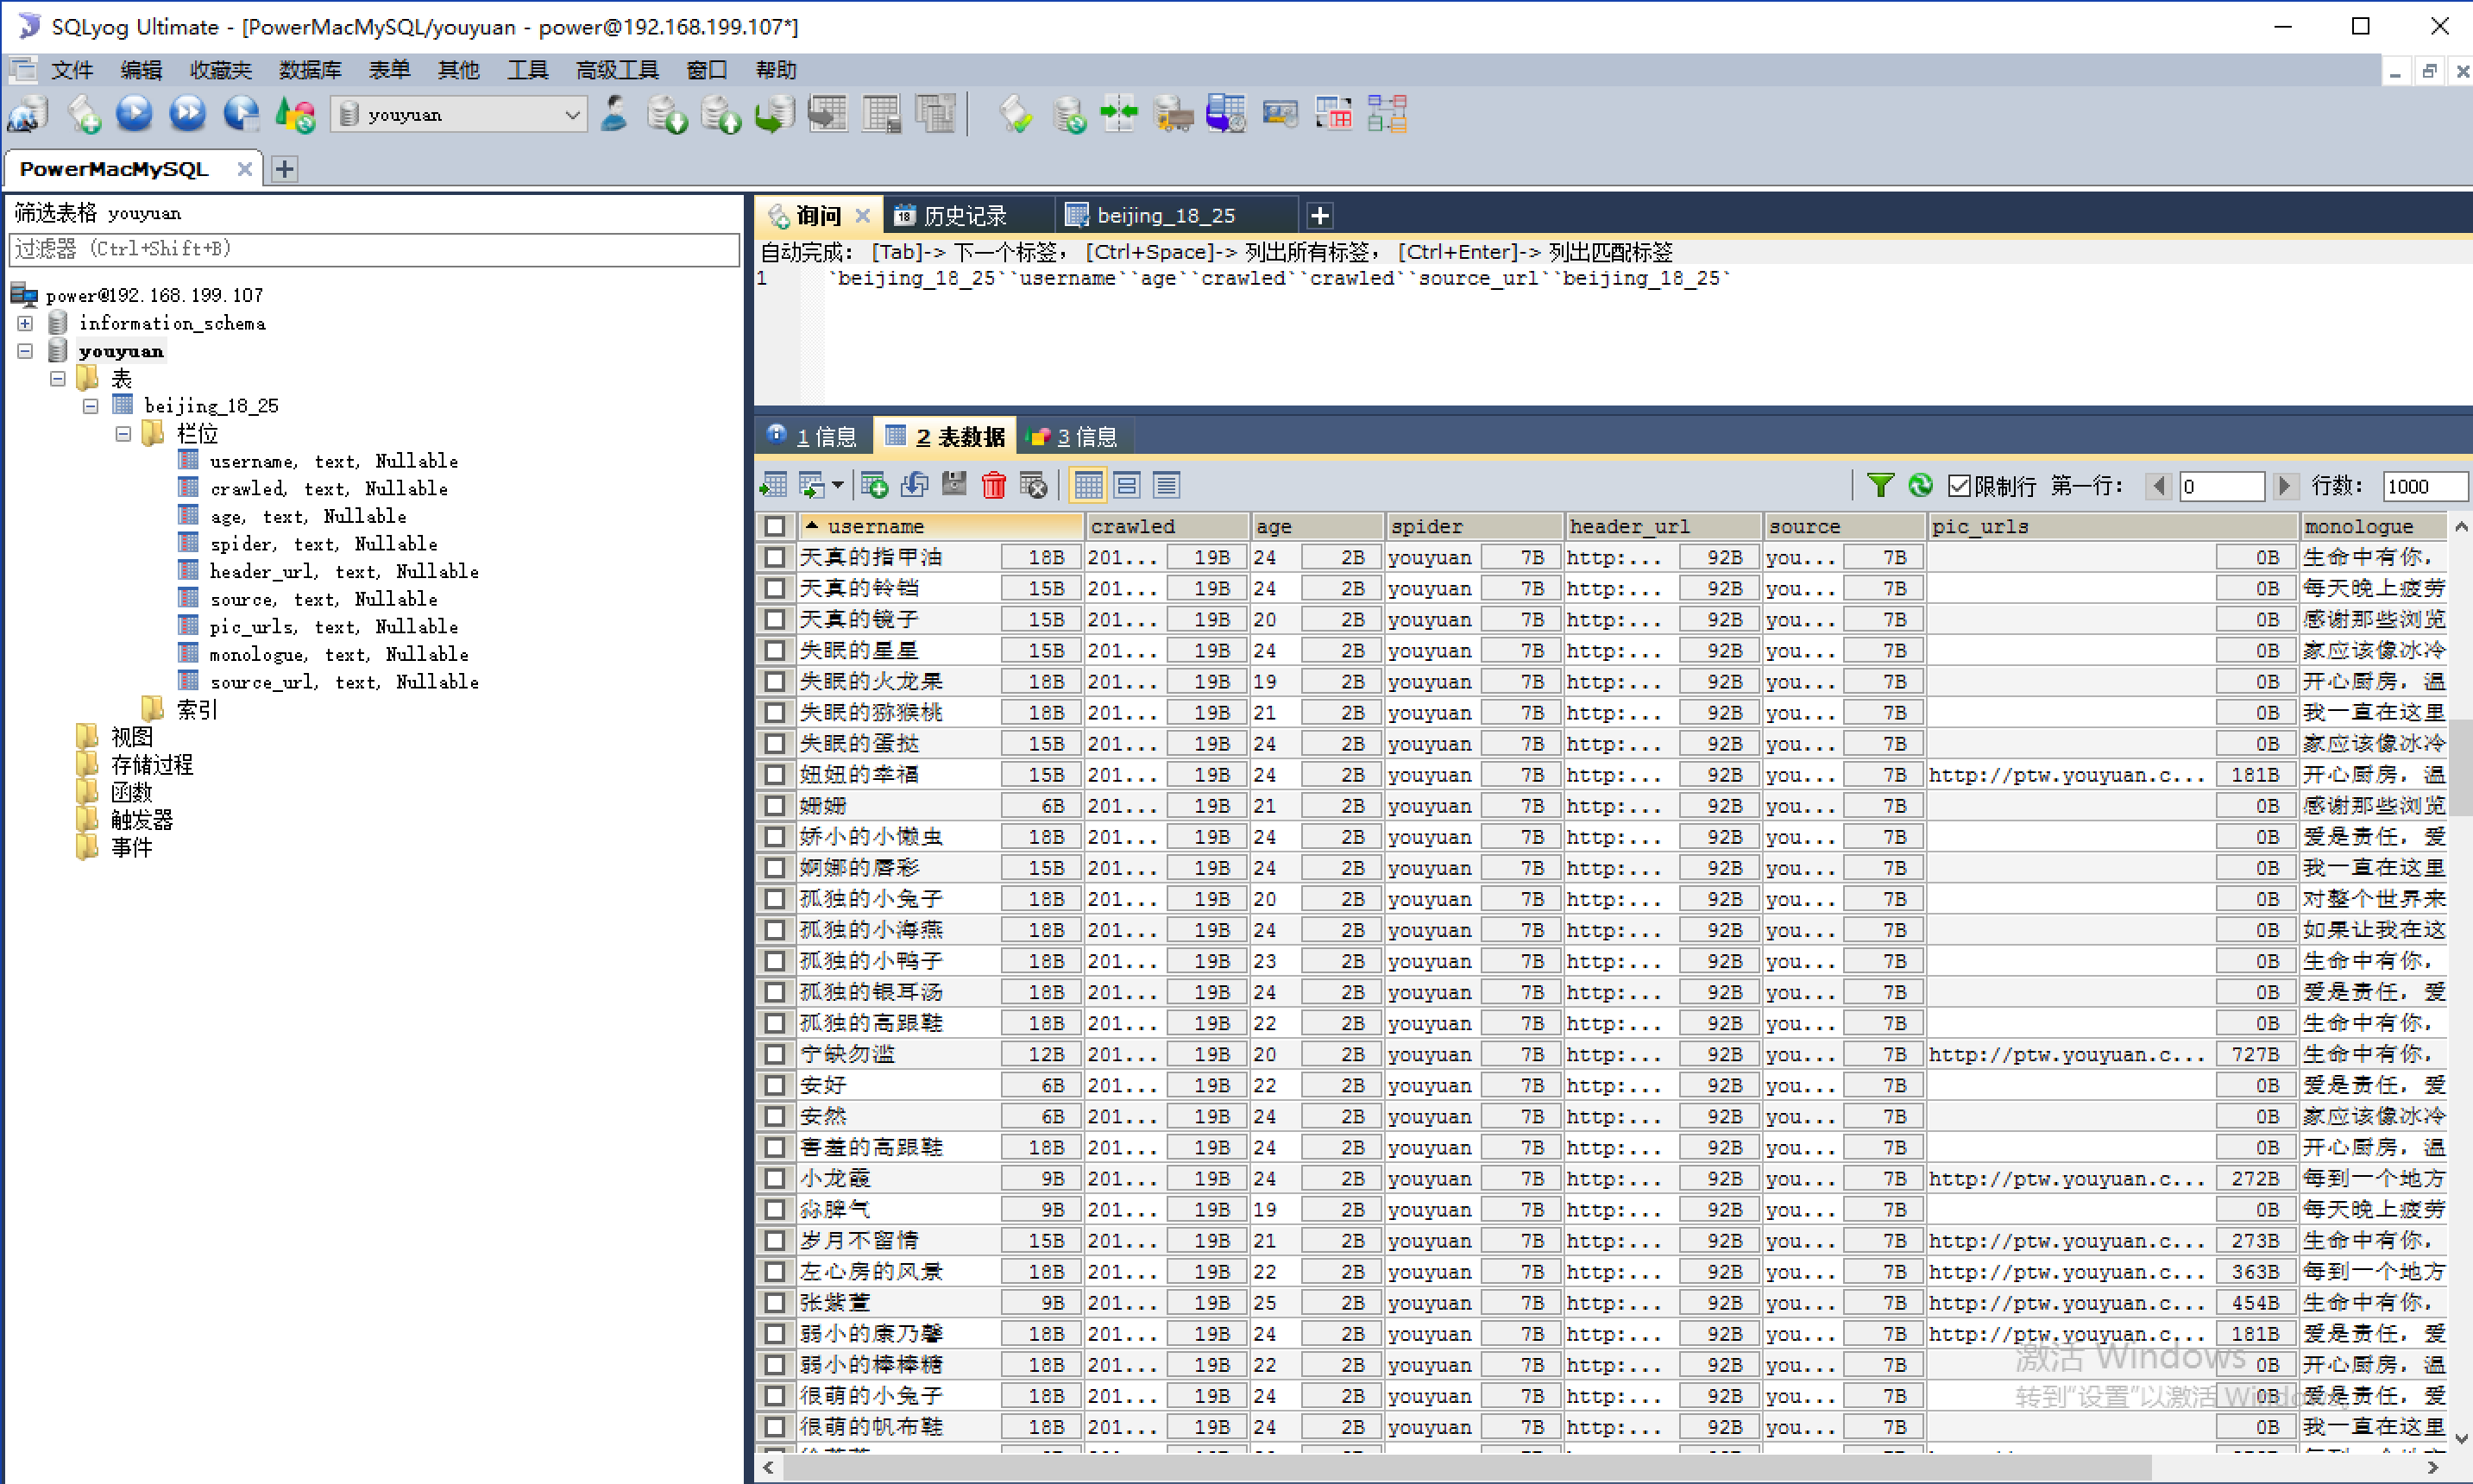 SQLyog Ultimate - [PowerMacMySQL/youyuan - power@192.168.199.107*]
文件 编辑 收藏夹 数据库 表单 其他 工具 高级工具 窗口 帮助
youyuan
PowerMacMySQL
筛选表格 youyuan
过滤器 (Ctrl+Shift+B)
power@192.168.199.107
information_schema
youyuan
表
beijing_18_25
栏位
username, text, Nullable
crawled, text, Nullable
age, text, Nullable
spider, text, Nullable
header_url, text, Nullable
source, text, Nullable
pic_urls, text, Nullable
monologue, text, Nullable
source_url, text, Nullable
索引
视图
存储过程
函数
触发器
事件
询问 历史记录 beijing_18_25
自动完成: [Tab]-> 下一个标签, [Ctrl+Space]-> 列出所有标签, [Ctrl+Enter]-> 列出匹配标签
1 `beijing_18_25``username``age``crawled``crawled``source_url``beijing_18_25`
1 信息 2 表数据 3 信息
限制行 第一行: 0 行数: 1000
username crawled age spider header_url source pic_urls monologue
天真的指甲油 18B 201... 19B 24 2B youyuan 7B http:... 92B you... 7B 0B 生命中有你,
天真的铃铛 15B 201... 19B 24 2B youyuan 7B http:... 92B you... 7B 0B 每天晚上疲劳
天真的镜子 15B 201... 19B 20 2B youyuan 7B http:... 92B you... 7B 0B 感谢那些浏览
失眠的星星 15B 201... 19B 24 2B youyuan 7B http:... 92B you... 7B 0B 家应该像冰冷
失眠的火龙果 18B 201... 19B 19 2B youyuan 7B http:... 92B you... 7B 0B 开心厨房, 温
失眠的猕猴桃 18B 201... 19B 21 2B youyuan 7B http:... 92B you... 7B 0B 我一直在这里
失眠的蛋挞 15B 201... 19B 24 2B youyuan 7B http:... 92B you... 7B 0B 家应该像冰冷
妞妞的幸福 15B 201... 19B 24 2B youyuan 7B http:... 92B you... 7B http://ptw.youyuan.c... 181B 开心厨房, 温
姗姗 6B 201... 19B 21 2B youyuan 7B http:... 92B you... 7B 0B 感谢那些浏览
娇小的小懒虫 18B 201... 19B 24 2B youyuan 7B http:... 92B you... 7B 0B 爱是责任, 爱
婀娜的唇彩 15B 201... 19B 24 2B youyuan 7B http:... 92B you... 7B 0B 我一直在这里
孤独的小兔子 18B 201... 19B 20 2B youyuan 7B http:... 92B you... 7B 0B 对整个世界来
孤独的小海燕 18B 201... 19B 24 2B youyuan 7B http:... 92B you... 7B 0B 如果让我在这
孤独的小鸭子 18B 201... 19B 23 2B youyuan 7B http:... 92B you... 7B 0B 生命中有你,
孤独的银耳汤 18B 201... 19B 24 2B youyuan 7B http:... 92B you... 7B 0B 爱是责任, 爱
孤独的高跟鞋 18B 201... 19B 22 2B youyuan 7B http:... 92B you... 7B 0B 生命中有你,
宁缺勿滥 12B 201... 19B 20 2B youyuan 7B http:... 92B you... 7B http://ptw.youyuan.c... 727B 生命中有你,
安好 6B 201... 19B 22 2B youyuan 7B http:... 92B you... 7B 0B 爱是责任, 爱
安然 6B 201... 19B 24 2B youyuan 7B http:... 92B you... 7B 0B 家应该像冰冷
害羞的高跟鞋 18B 201... 19B 24 2B youyuan 7B http:... 92B you... 7B 0B 开心厨房, 温
小龙霞 9B 201... 19B 24 2B youyuan 7B http:... 92B you... 7B http://ptw.youyuan.c... 272B 每到一个地方
尛脾气 9B 201... 19B 19 2B youyuan 7B http:... 92B you... 7B 0B 每天晚上疲劳
岁月不留情 15B 201... 19B 21 2B youyuan 7B http:... 92B you... 7B http://ptw.youyuan.c... 273B 生命中有你,
左心房的风景 18B 201... 19B 22 2B youyuan 7B http:... 92B you... 7B http://ptw.youyuan.c... 363B 每到一个地方
张紫萱 9B 201... 19B 25 2B youyuan 7B http:... 92B you... 7B http://ptw.youyuan.c... 454B 生命中有你,
弱小的康乃馨 18B 201... 19B 24 2B youyuan 7B http:... 92B you... 7B http://ptw.youyuan.c... 181B 爱是责任, 爱
弱小的棒棒糖 18B 201... 19B 22 2B youyuan 7B http:... 92B you... 7B 0B 开心厨房, 温
很萌的小兔子 18B 201... 19B 24 2B youyuan 7B http:... 92B you... 7B 0B 爱是责任, 爱
很萌的帆布鞋 18B 201... 19B 24 2B youyuan 7B http:... 92B you... 7B 0B 我一直在这里
激活 Windows
转到"设置"以激活 Windows。